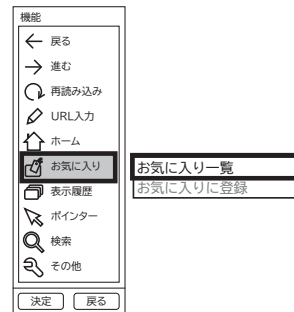 機能
戻る
進む
再読み込み
URL入力
ホーム
お気に入り
お気に入り一覧
お気に入りに登録
表示履歴
ポインター
検索
その他
決定 戻る